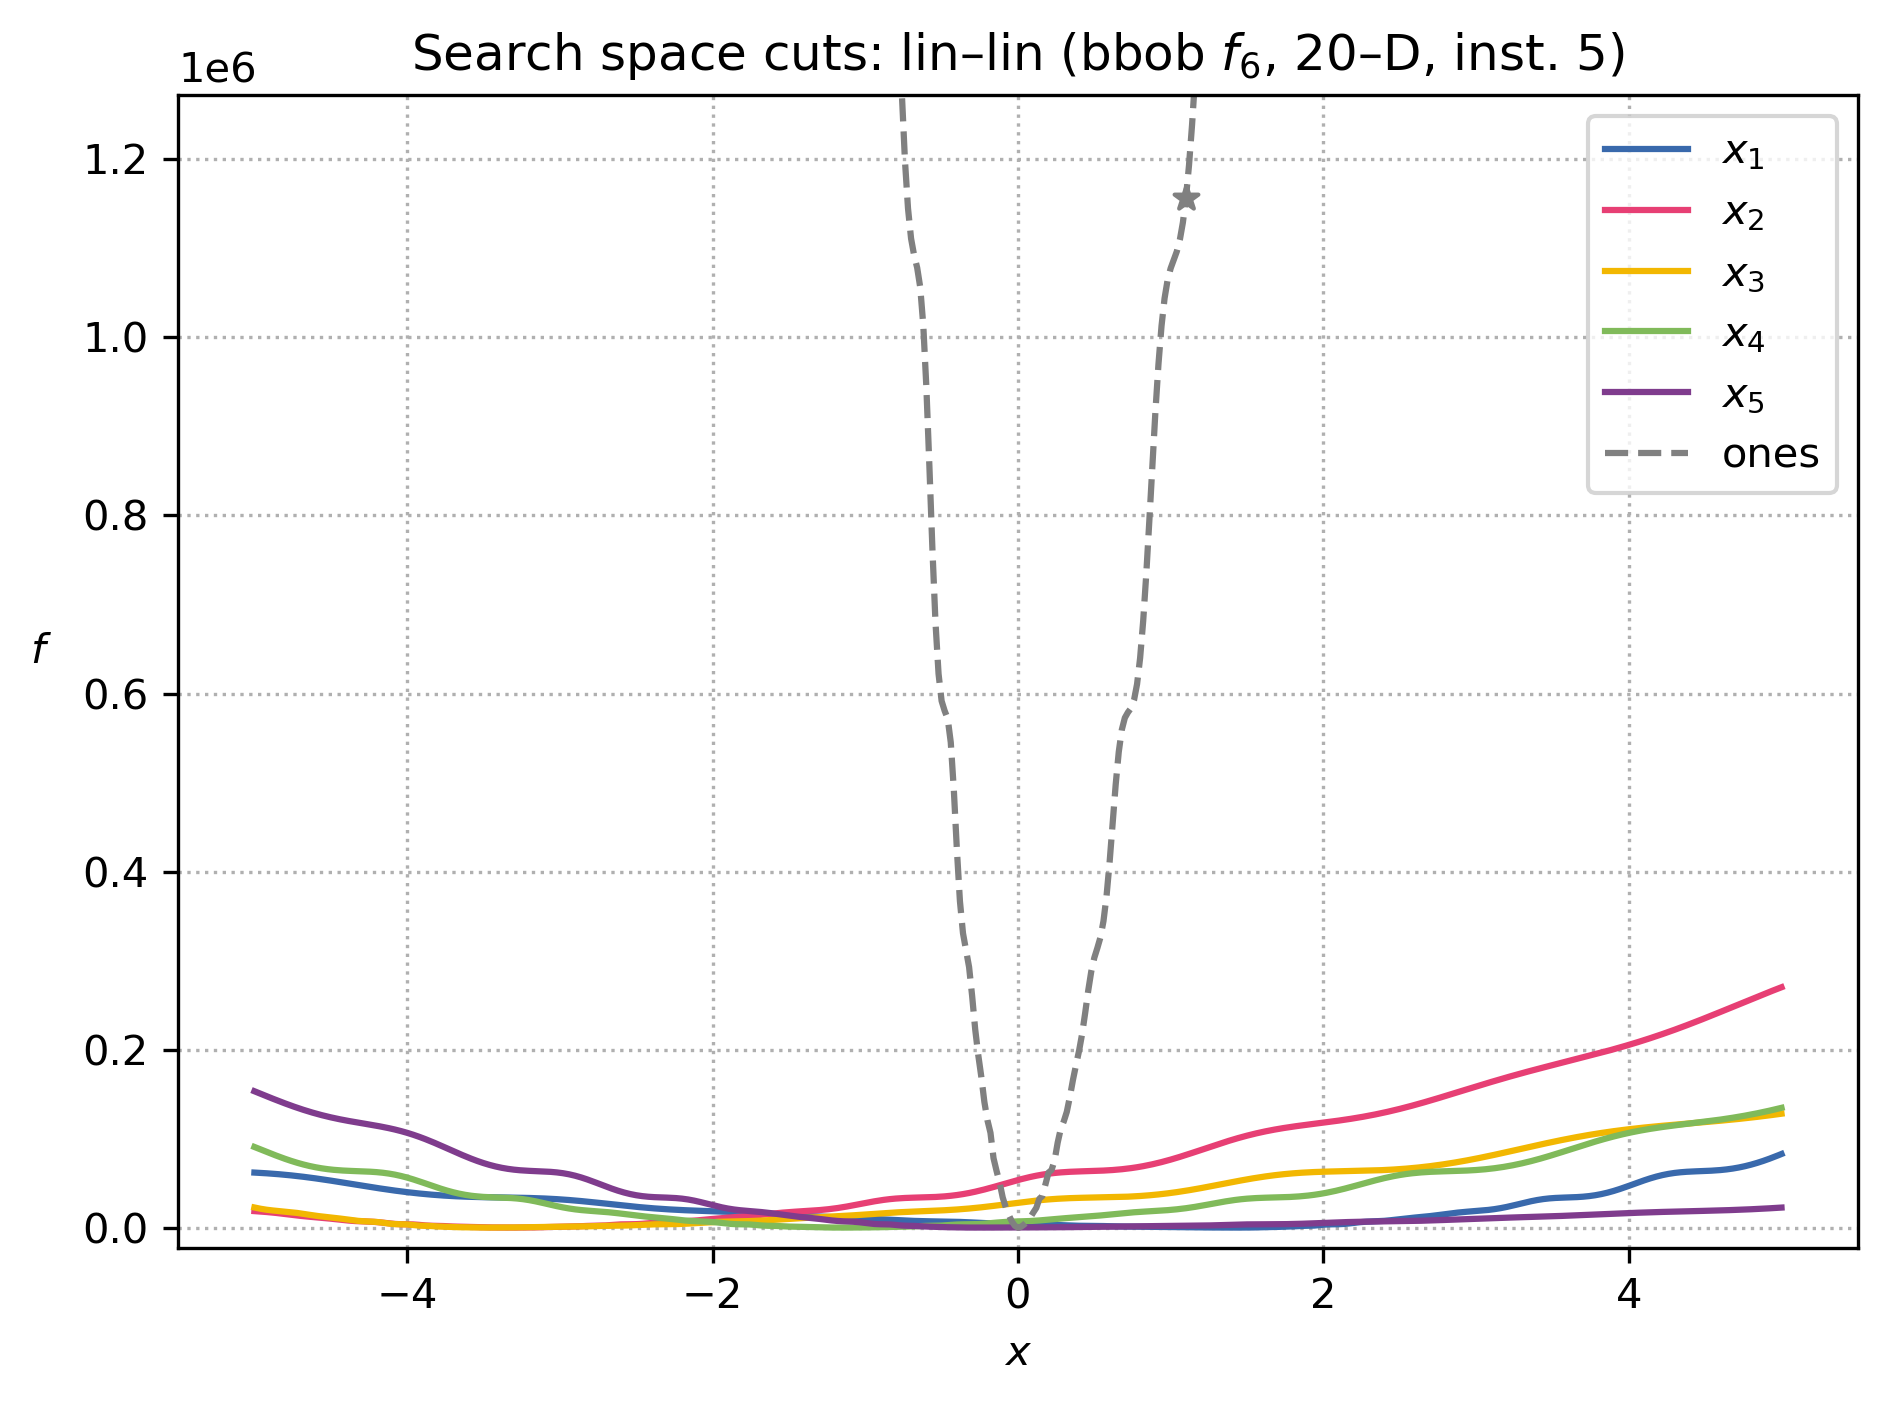 Search space cuts: lin–lin (bbob f₆, 20–D, inst. 5)
1e6
1.2
1.0
0.8
0.6
0.4
0.2
0.0
f
−4
−2
0
2
4
x
x₁
x₂
x₃
x₄
x₅
ones